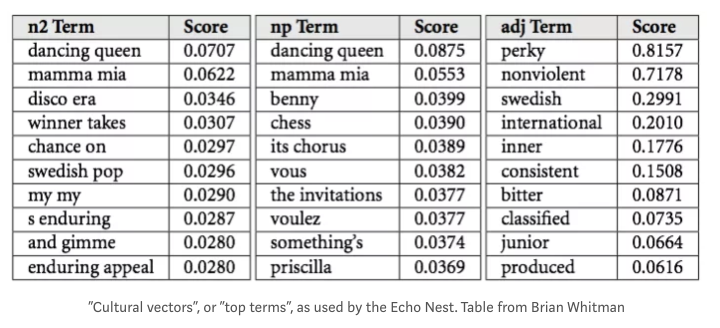 n2 Term Score np Term Score adj Term Score
dancing queen 0.0707 dancing queen 0.0875 perky 0.8157
mamma mia 0.0622 mamma mia 0.0553 nonviolent 0.7178
disco era 0.0346 benny 0.0399 swedish 0.2991
winner takes 0.0307 chess 0.0390 international 0.2010
chance on 0.0297 its chorus 0.0389 inner 0.1776
swedish pop 0.0296 vous 0.0382 consistent 0.1508
my my 0.0290 the invitations 0.0377 bitter 0.0871
s enduring 0.0287 voulez 0.0377 classified 0.0735
and gimme 0.0280 something's 0.0374 junior 0.0664
enduring appeal 0.0280 priscilla 0.0369 produced 0.0616
"Cultural vectors", or "top terms", as used by the Echo Nest. Table from Brian Whitman